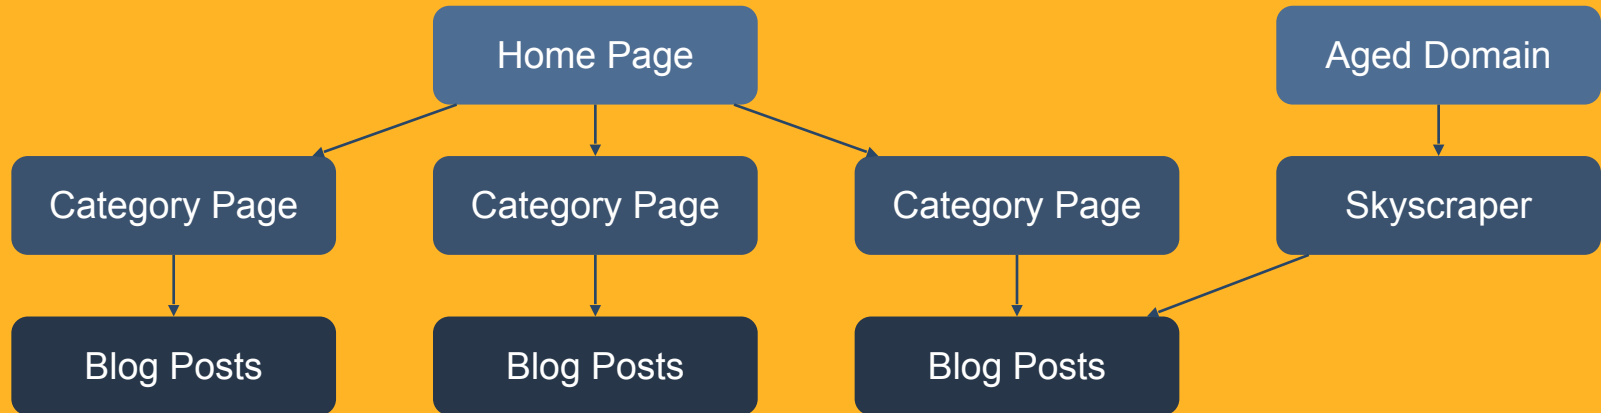 Home Page
Aged Domain
Category Page
Category Page
Category Page
Skyscraper
Blog Posts
Blog Posts
Blog Posts